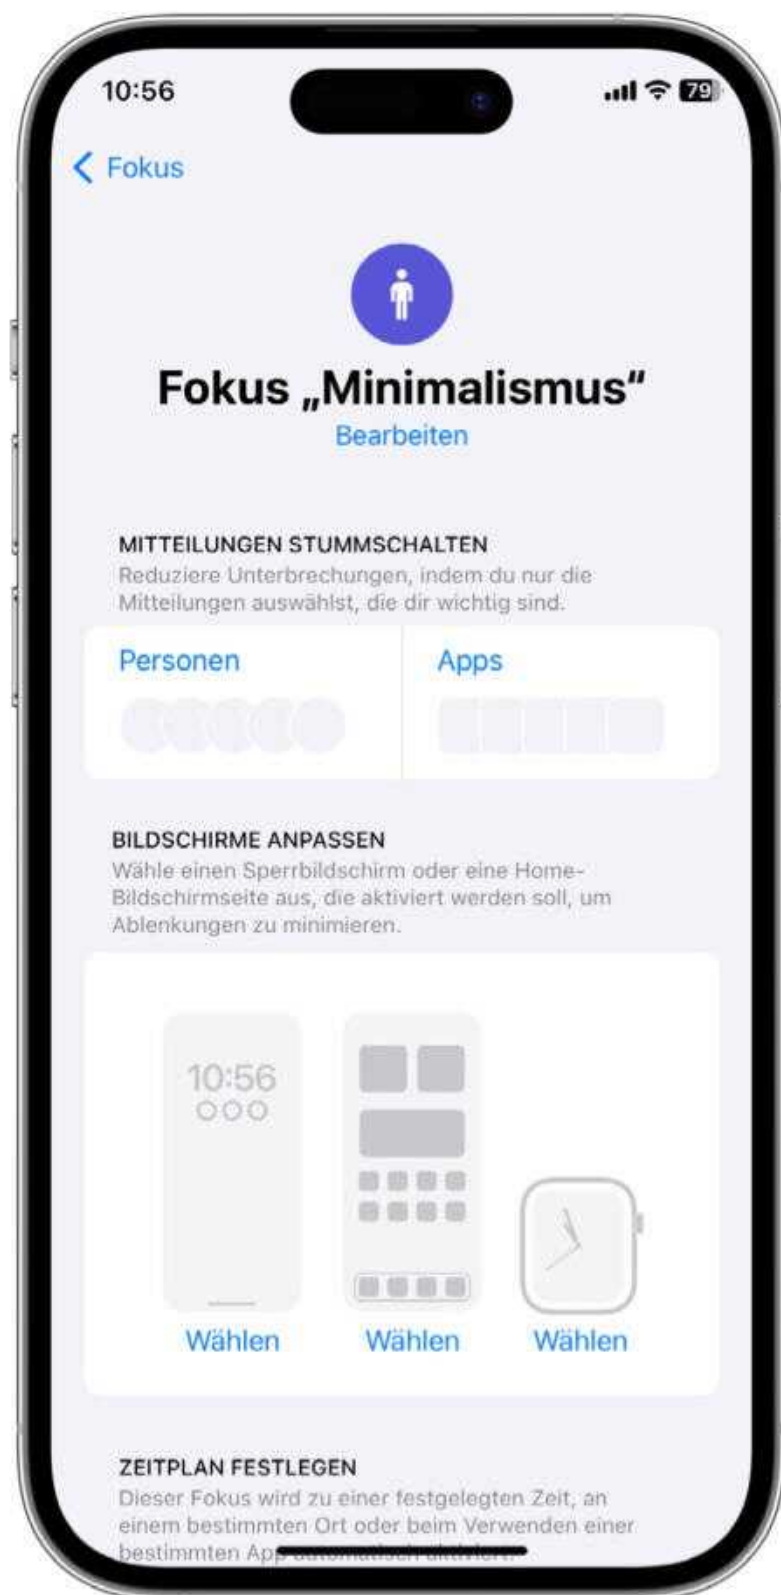 10:56
79
Fokus
Fokus „Minimalismus“
Bearbeiten
MITTEILUNGEN STUMMSCHALTEN
Reduziere Unterbrechungen, indem du nur die
Mitteilungen auswählst, die dir wichtig sind.
Personen
Apps
BILDSCHIRME ANPASSEN
Wähle einen Sperrbildschirm oder eine Home-
Bildschirmseite aus, die aktiviert werden soll, um
Ablenkungen zu minimieren.
10:56
Wählen
Wählen
Wählen
ZEITPLAN FESTLEGEN
Dieser Fokus wird zu einer festgelegten Zeit, an
einem bestimmten Ort oder beim Verwenden einer
bestimmten App automatisch aktiviert.